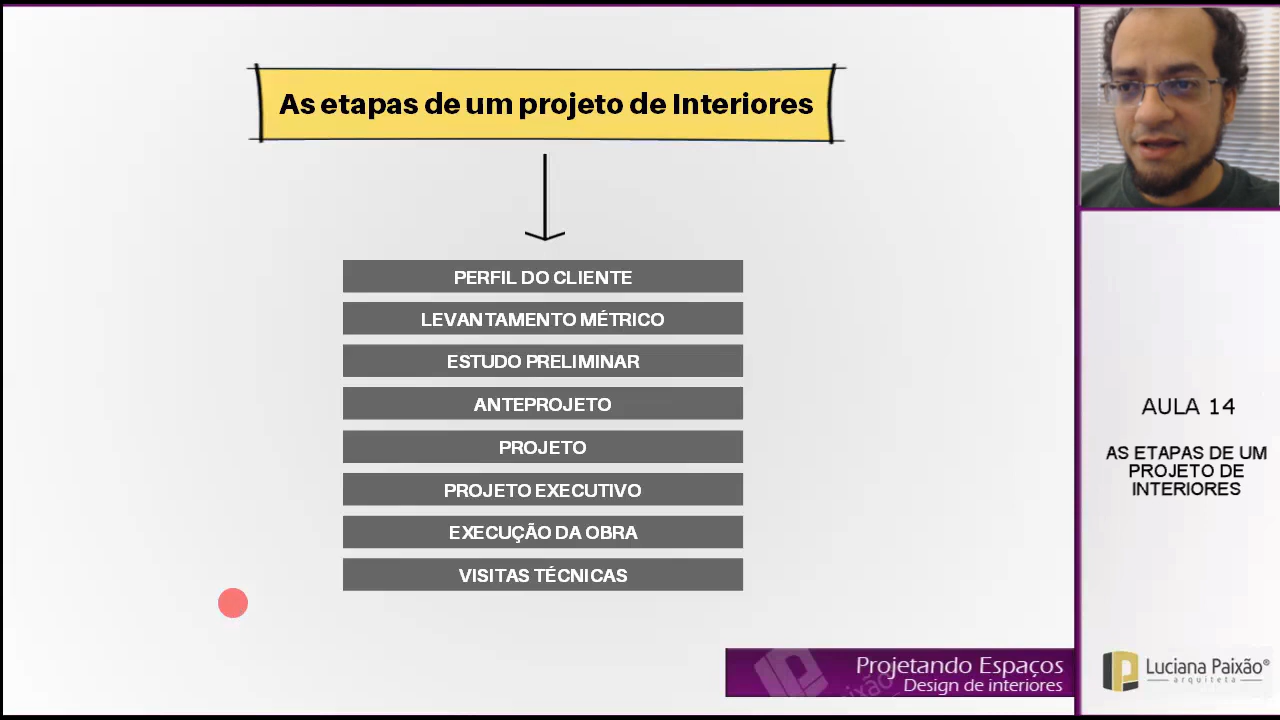 As etapas de um projeto de Interiores
PERFIL DO CLIENTE
LEVANTAMENTO MÉTRICO
ESTUDO PRELIMINAR
ANTEPROJETO
PROJETO
PROJETO EXECUTIVO
EXECUÇÃO DA OBRA
VISITAS TÉCNICAS
AULA 14
AS ETAPAS DE UM
PROJETO DE
INTERIORES
Projetando Espaços
Design de interiores
Paixão
Luciana Paixão®
arquiteta